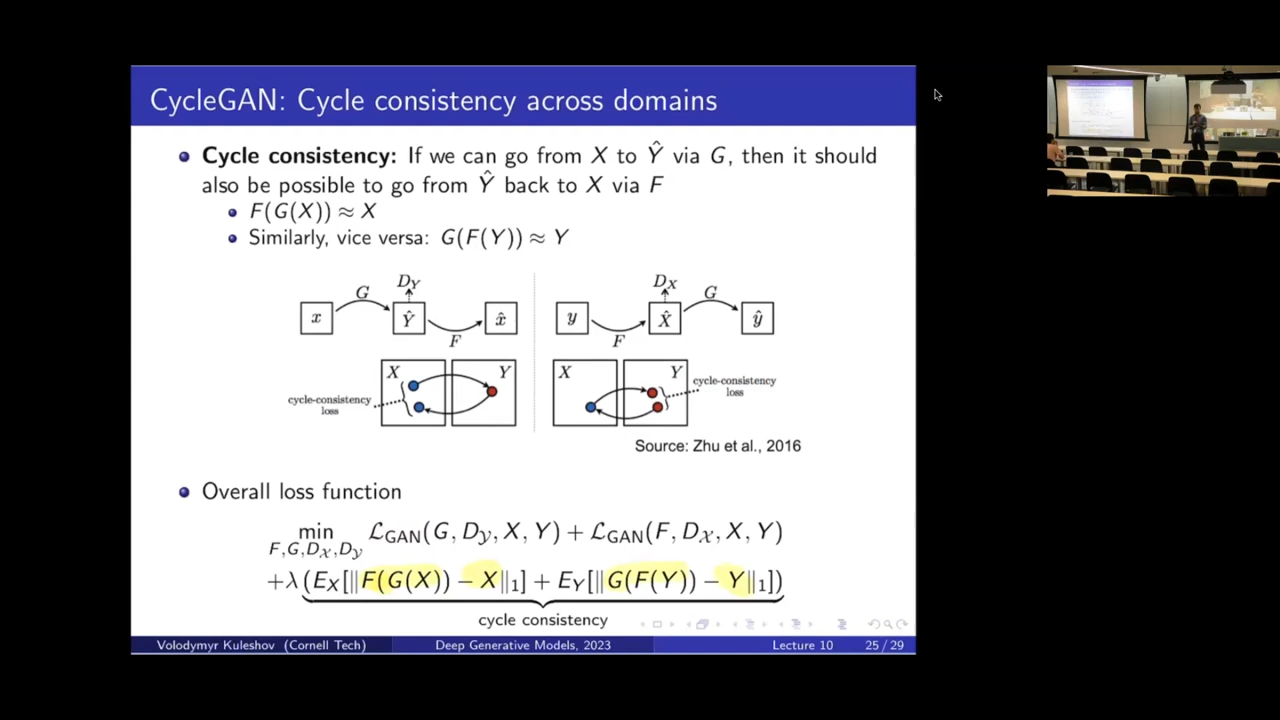 CycleGAN: Cycle consistency across domains
Cycle consistency: If we can go from X to Ŷ via G, then it should
also be possible to go from Ŷ back to X via F
F(G(X)) ≈ X
Similarly, vice versa: G(F(Y)) ≈ Y
x G D_Y Ŷ F x̂
y F D_X X̂ G ŷ
X Y
cycle-consistency
loss
X Y
cycle-consistency
loss
Source: Zhu et al., 2016
Overall loss function
min L_GAN(G, D_Y, X, Y) + L_GAN(F, D_X, X, Y)
F,G,D_X,D_Y
+λ (E_X[‖F(G(X)) − X‖₁] + E_Y[‖G(F(Y)) − Y‖₁])
cycle consistency
Volodymyr Kuleshov (Cornell Tech) Deep Generative Models, 2023 Lecture 10 25 / 29